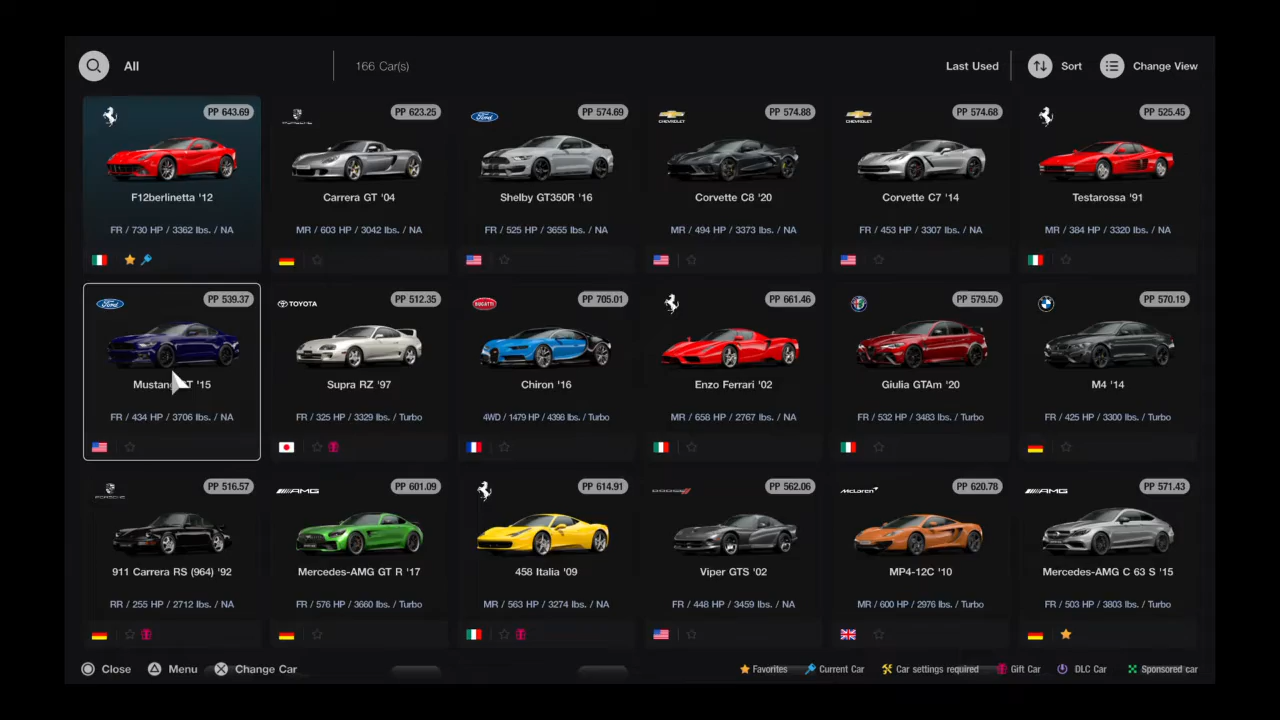 All
166 Car(s)
Last Used
Sort
Change View
PP 643.69
F12berlinetta '12
FR / 730 HP / 3362 lbs. / NA
PORSCHE
PP 623.25
Carrera GT '04
MR / 603 HP / 3042 lbs. / NA
Ford
PP 574.69
Shelby GT350R '16
FR / 525 HP / 3655 lbs. / NA
CHEVROLET
PP 574.88
Corvette C8 '20
MR / 494 HP / 3373 lbs. / NA
CHEVROLET
PP 574.68
Corvette C7 '14
FR / 453 HP / 3307 lbs. / NA
PP 525.45
Testarossa '91
MR / 384 HP / 3320 lbs. / NA
Ford
PP 539.37
'15
FR / 434 HP / 3706 lbs. / NA
TOYOTA
PP 512.35
Supra RZ '97
FR / 325 HP / 3329 lbs. / Turbo
BUGATTI
PP 705.01
Chiron '16
4WD / 1479 HP / 4398 lbs. / Turbo
PP 661.46
Enzo Ferrari '02
MR / 658 HP / 2767 lbs. / NA
PP 579.50
Giulia GTAm '20
FR / 532 HP / 3483 lbs. / Turbo
PP 570.19
M4 '14
FR / 425 HP / 3300 lbs. / Turbo
PORSCHE
PP 516.57
911 Carrera RS (964) '92
RR / 255 HP / 2712 lbs. / NA
AMG
PP 601.09
Mercedes-AMG GT R '17
FR / 576 HP / 3660 lbs. / Turbo
PP 614.91
458 Italia '09
MR / 563 HP / 3274 lbs. / NA
DODGE
PP 562.06
Viper GTS '02
FR / 448 HP / 3459 lbs. / NA
McLaren
PP 620.78
MP4-12C '10
MR / 600 HP / 2976 lbs. / Turbo
AMG
PP 571.43
Mercedes-AMG C 63 S '15
FR / 503 HP / 3803 lbs. / Turbo
Close
Menu
Change Car
Favorites
Current Car
Car settings required
Gift Car
DLC Car
Sponsored car